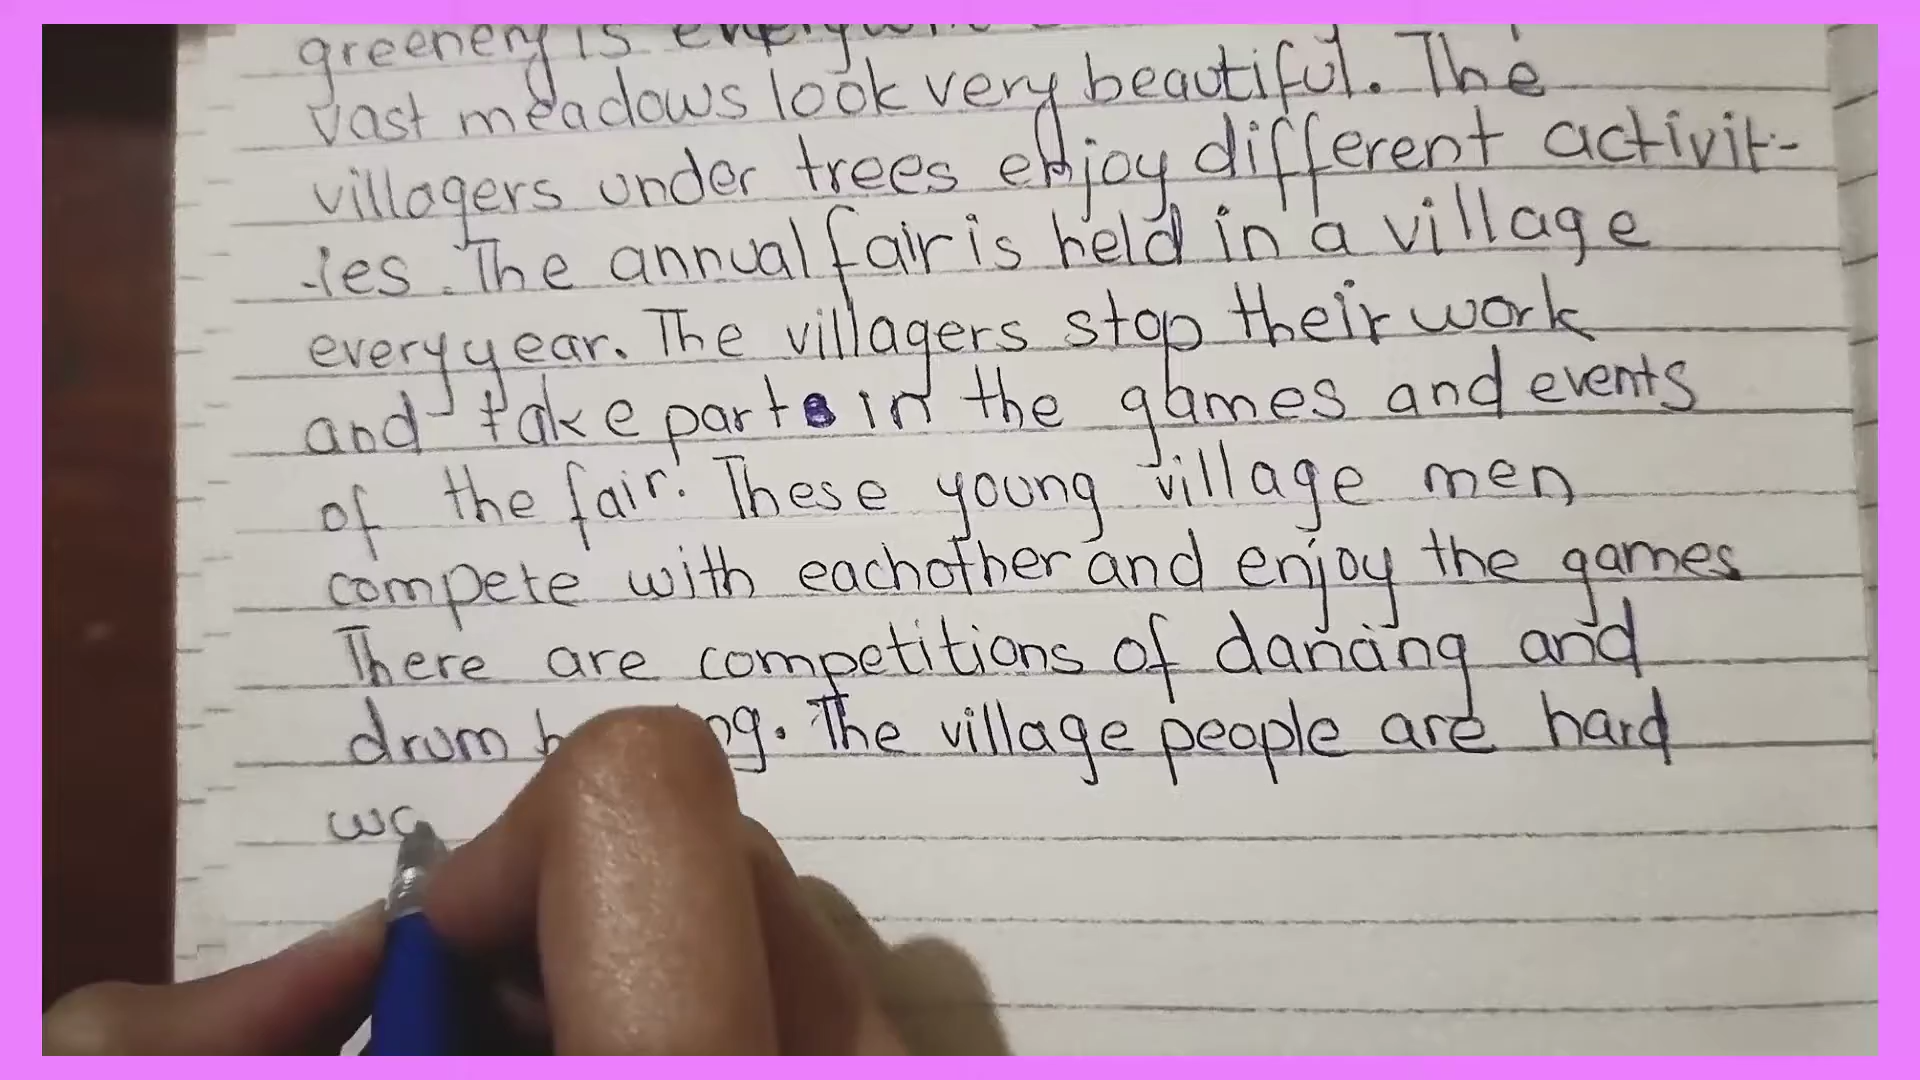 greenery is
vast meadows look very beautiful. The
villagers under trees enjoy different activit-
-ies. The annual fair is held in a village
every year. The villagers stop their work
and take part in the games and events
of the fair. These young village men
compete with eachother and enjoy the games
There are competitions of dancing and
drum The village people are hard